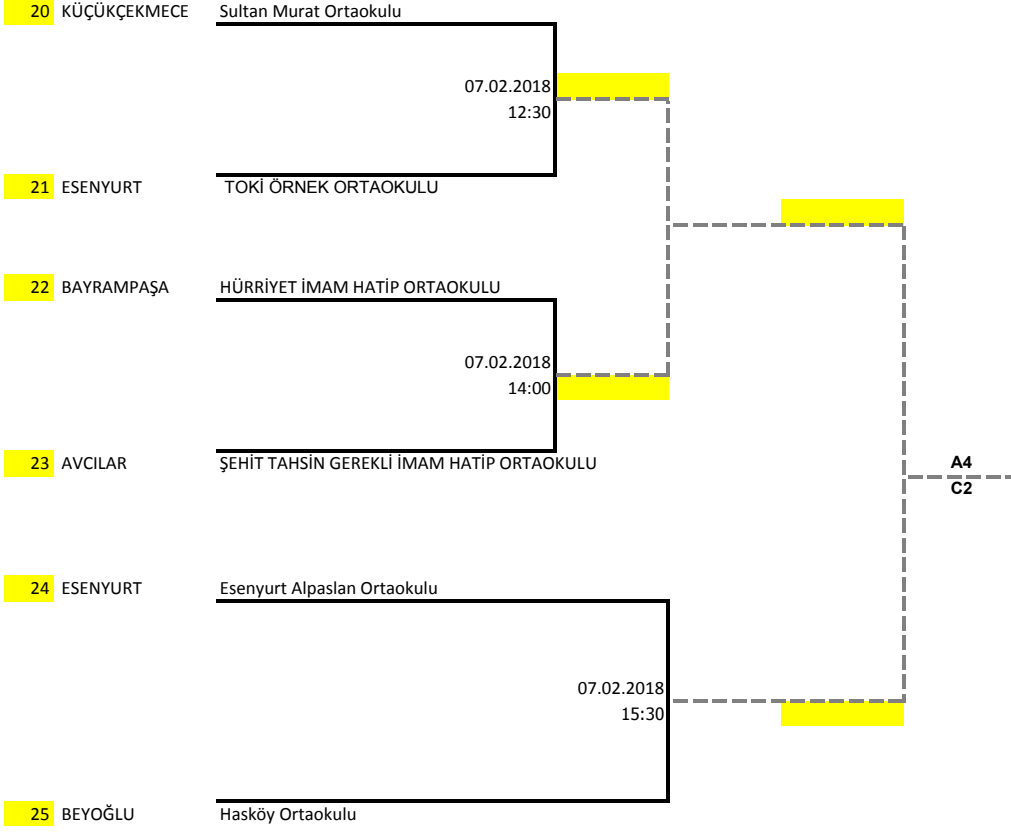 20 KÜÇÜKÇEKMECE Sultan Murat Ortaokulu
07.02.2018
12:30
21 ESENYURT TOKİ ÖRNEK ORTAOKULU
22 BAYRAMPAŞA HÜRRİYET İMAM HATİP ORTAOKULU
07.02.2018
14:00
23 AVCILAR ŞEHİT TAHSİN GEREKLİ İMAM HATİP ORTAOKULU
A4
C2
24 ESENYURT Esenyurt Alpaslan Ortaokulu
07.02.2018
15:30
25 BEYOĞLU Hasköy Ortaokulu